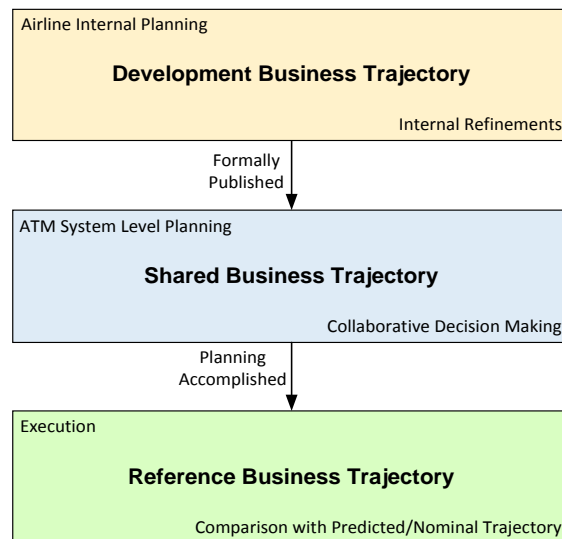 Airline Internal Planning
Development Business Trajectory
Internal Refinements
Formally
Published
ATM System Level Planning
Shared Business Trajectory
Collaborative Decision Making
Planning
Accomplished
Execution
Reference Business Trajectory
Comparison with Predicted/Nominal Trajectory